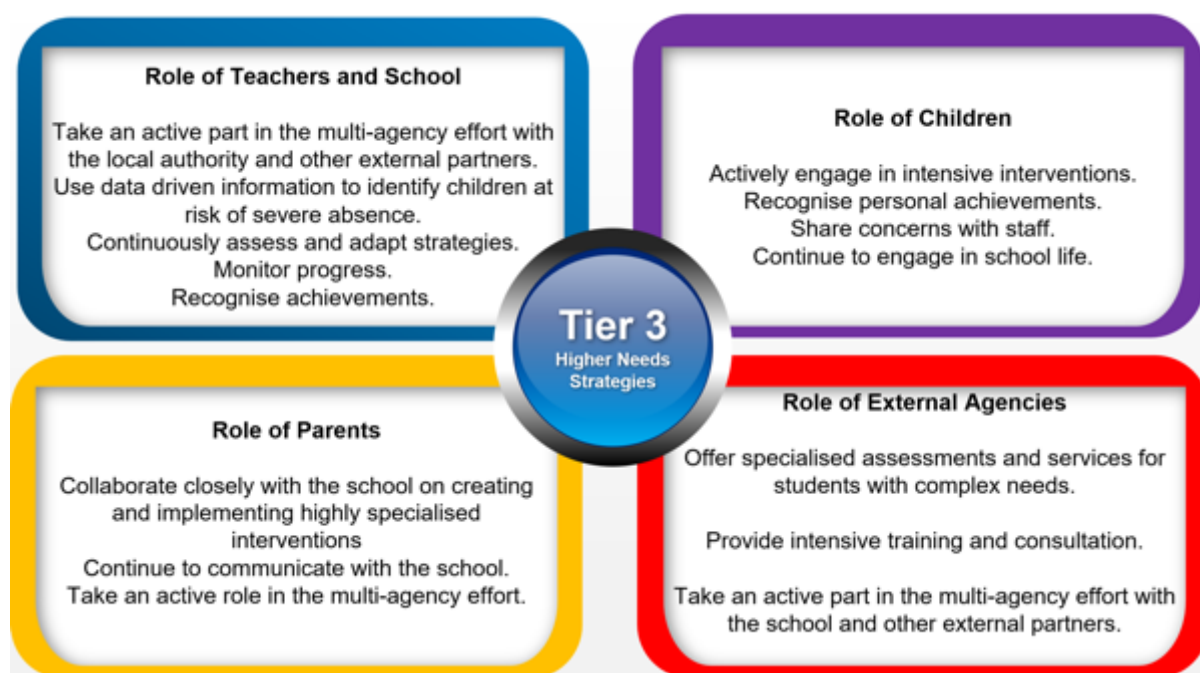 Role of Teachers and School
Take an active part in the multi-agency effort with
the local authority and other external partners.
Use data driven information to identify children at
risk of severe absence.
Continuously assess and adapt strategies.
Monitor progress.
Recognise achievements.
Role of Children
Actively engage in intensive interventions.
Recognise personal achievements.
Share concerns with staff.
Continue to engage in school life.
Tier 3
Higher Needs
Strategies
Role of Parents
Collaborate closely with the school on creating
and implementing highly specialised
interventions
Continue to communicate with the school.
Take an active role in the multi-agency effort.
Role of External Agencies
Offer specialised assessments and services for
students with complex needs.
Provide intensive training and consultation.
Take an active part in the multi-agency effort with
the school and other external partners.